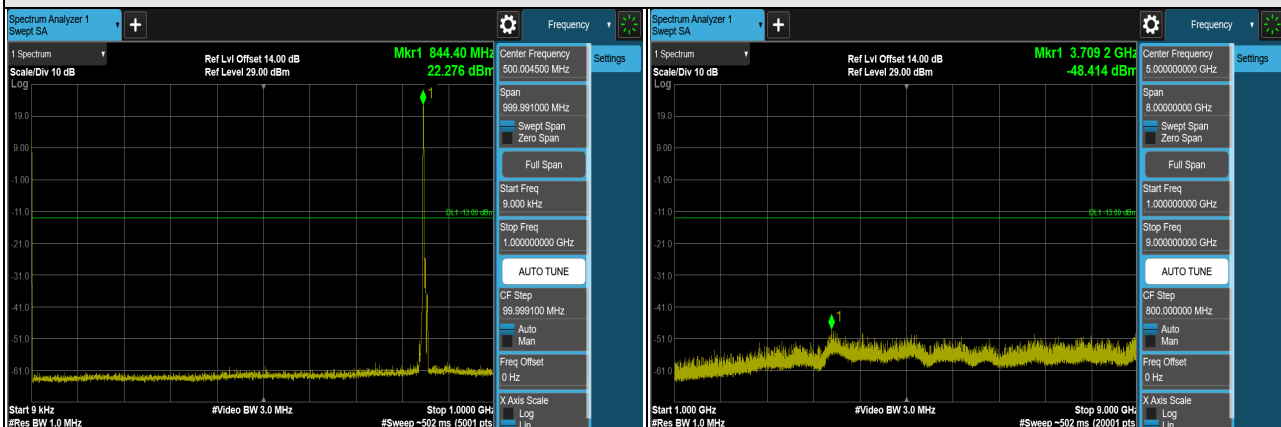 Spectrum Analyzer 1
Swept SA
+
Frequency
1 Spectrum
Scale/Div 10 dB
Log
Ref Lvl Offset 14.00 dB
Ref Level 29.00 dBm
Mkr1 844.40 MHz
22.276 dBm
1
19.0
9.00
-1.00
-11.0
DL1 -13.00 dBm
-21.0
-31.0
-41.0
-51.0
-61.0
Start 9 kHz
#Res BW 1.0 MHz
#Video BW 3.0 MHz
Stop 1.0000 GHz
#Sweep ~502 ms (5001 pts
Center Frequency
500.004500 MHz
Settings
Span
999.991000 MHz
Swept Span
Zero Span
Full Span
Start Freq
9.000 kHz
Stop Freq
1.000000000 GHz
AUTO TUNE
CF Step
99.999100 MHz
Auto
Man
Freq Offset
0 Hz
X Axis Scale
Log
Lin
Spectrum Analyzer 1
Swept SA
+
Frequency
1 Spectrum
Scale/Div 10 dB
Log
Ref Lvl Offset 14.00 dB
Ref Level 29.00 dBm
Mkr1 3.709 2 GHz
-48.414 dBm
19.0
9.00
-1.00
-11.0
DL1 -13.00 dBm
-21.0
-31.0
-41.0
1
-51.0
-61.0
Start 1.000 GHz
#Res BW 1.0 MHz
#Video BW 3.0 MHz
Stop 9.000 GHz
#Sweep ~502 ms (20001 pts
Center Frequency
5.000000000 GHz
Settings
Span
8.00000000 GHz
Swept Span
Zero Span
Full Span
Start Freq
1.000000000 GHz
Stop Freq
9.000000000 GHz
AUTO TUNE
CF Step
800.000000 MHz
Auto
Man
Freq Offset
0 Hz
X Axis Scale
Log
Lin